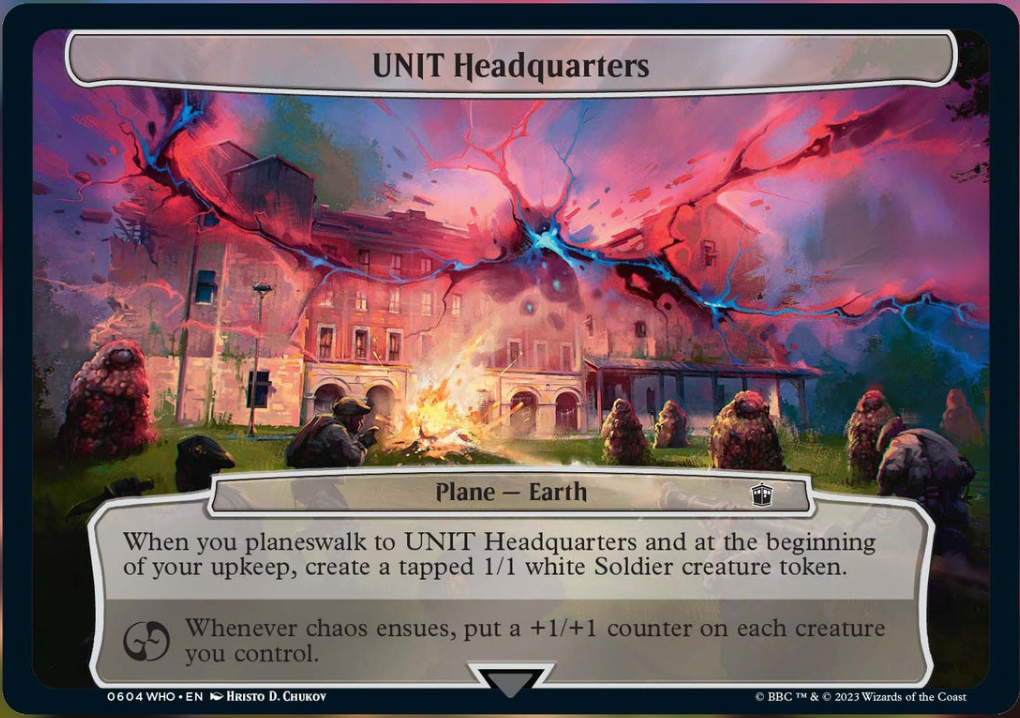 UNIT Headquarters
Plane — Earth
When you planeswalk to UNIT Headquarters and at the beginning
of your upkeep, create a tapped 1/1 white Soldier creature token.
Whenever chaos ensues, put a +1/+1 counter on each creature
you control.
0604 WHO • EN Hristo D. Chukov
© BBC ™ & © 2023 Wizards of the Coast